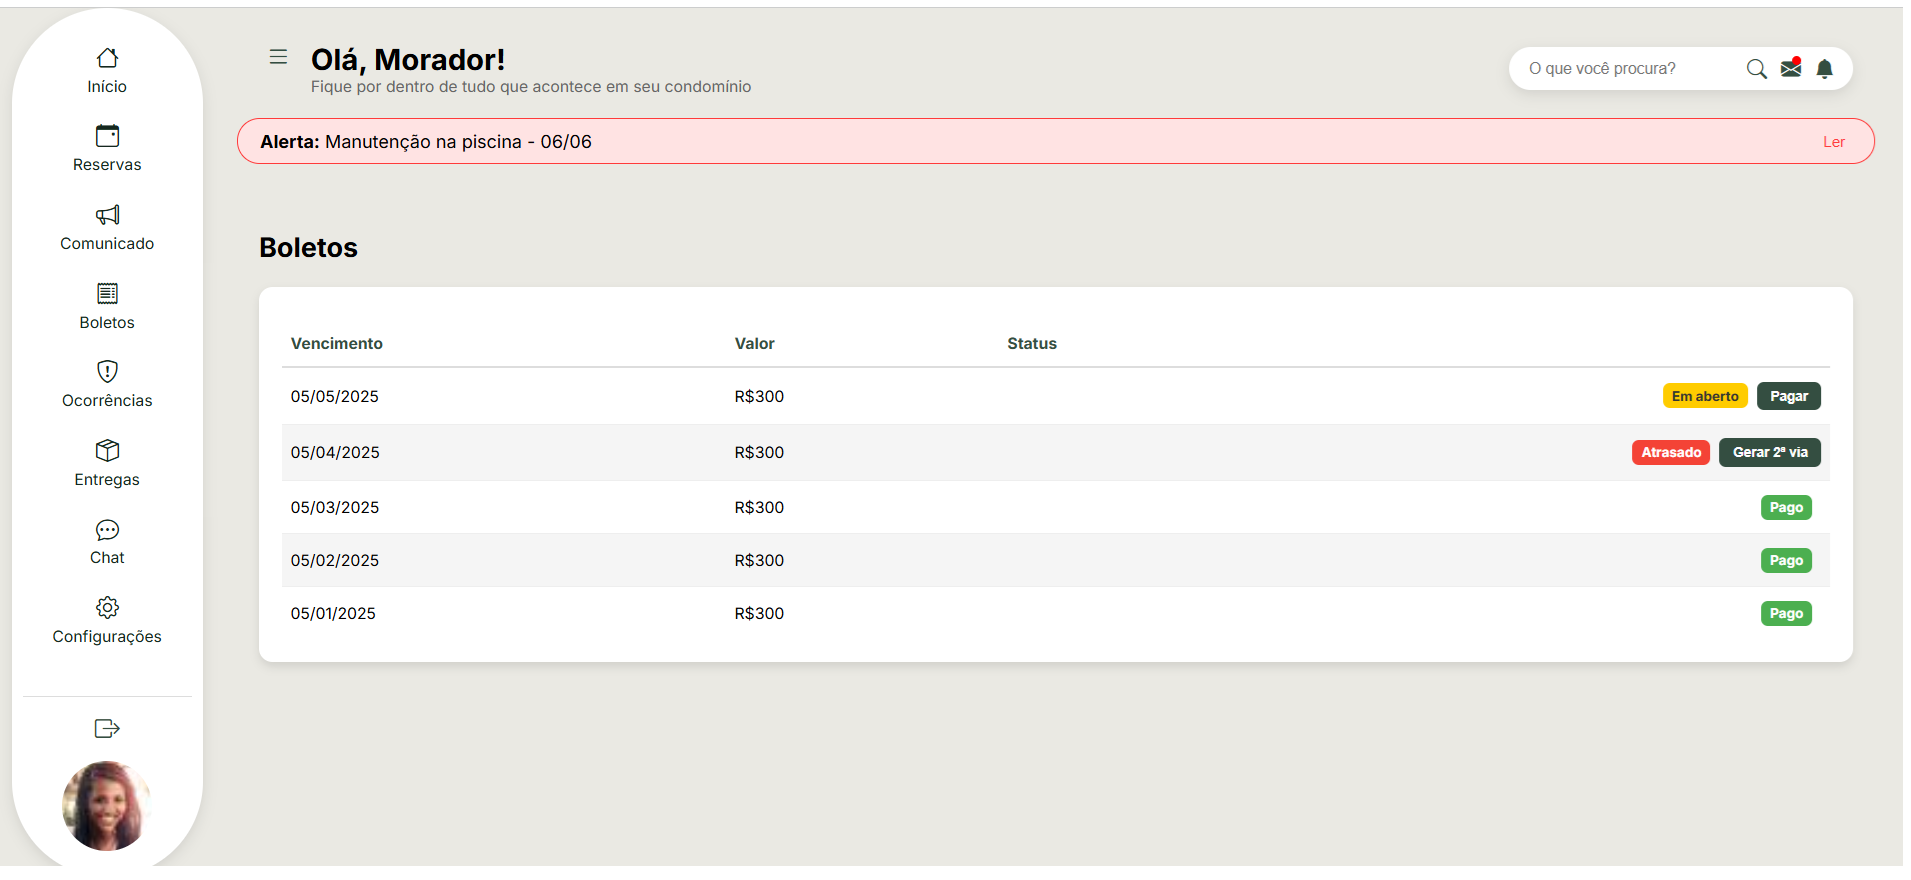 Início
Reservas
Comunicado
Boletos
Ocorrências
Entregas
Chat
Configurações
Olá, Morador!
Fique por dentro de tudo que acontece em seu condomínio
O que você procura?
Alerta: Manutenção na piscina - 06/06 Ler
Boletos
Vencimento Valor Status
05/05/2025 R$300 Em aberto Pagar
05/04/2025 R$300 Atrasado Gerar 2ª via
05/03/2025 R$300 Pago
05/02/2025 R$300 Pago
05/01/2025 R$300 Pago